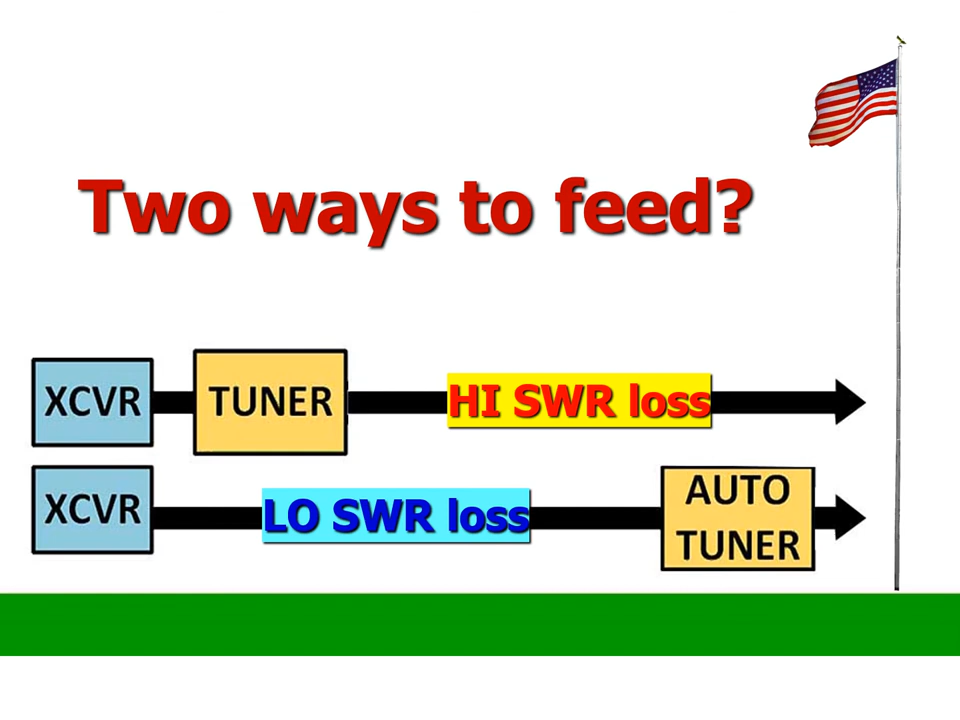 Two ways to feed?
XCVR TUNER HI SWR loss
XCVR LO SWR loss AUTO
TUNER